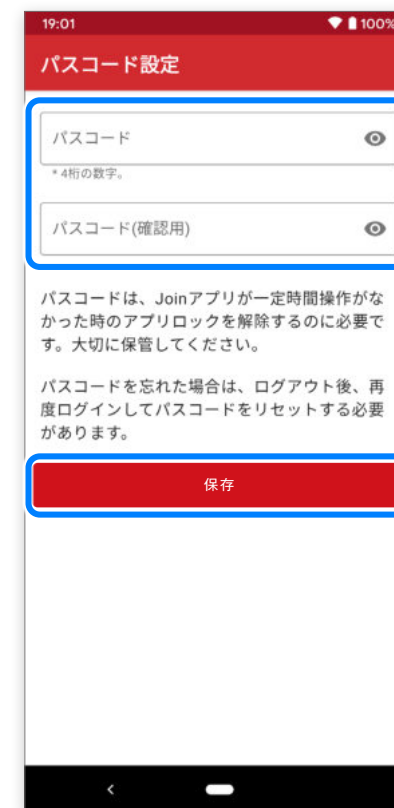 19:01 100%
パスコード設定
パスコード
* 4桁の数字。
パスコード(確認用)
パスコードは、Joinアプリが一定時間操作がな
かった時のアプリロックを解除するのに必要で
す。大切に保管してください。
パスコードを忘れた場合は、ログアウト後、再
度ログインしてパスコードをリセットする必要
があります。
保存